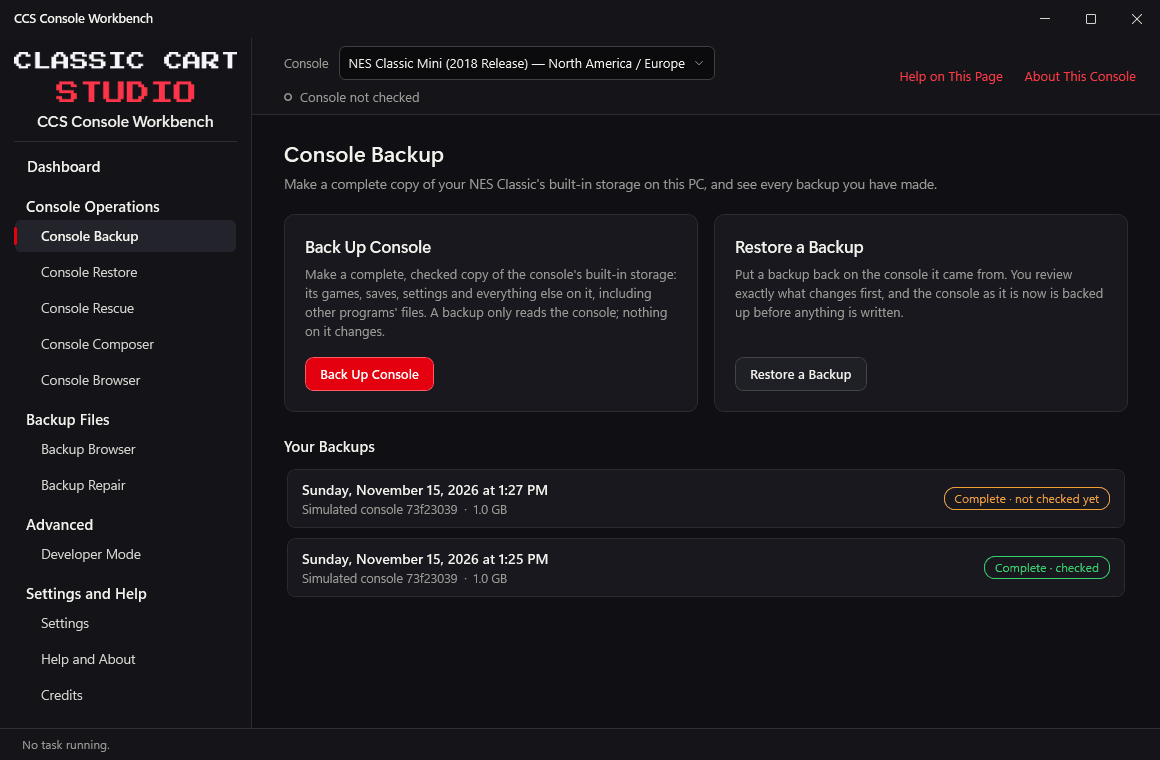 CCS Console Workbench
CLASSIC CART
STUDIO
CCS Console Workbench
Dashboard
Console Operations
Console Backup
Console Restore
Console Rescue
Console Composer
Console Browser
Backup Files
Backup Browser
Backup Repair
Advanced
Developer Mode
Settings and Help
Settings
Help and About
Credits
Console
NES Classic Mini (2018 Release) — North America / Europe
Console not checked
Help on This Page
About This Console
Console Backup
Make a complete copy of your NES Classic's built-in storage on this PC, and see every backup you have made.
Back Up Console
Make a complete, checked copy of the console's built-in storage:
its games, saves, settings and everything else on it, including
other programs' files. A backup only reads the console; nothing
on it changes.
Back Up Console
Restore a Backup
Put a backup back on the console it came from. You review
exactly what changes first, and the console as it is now is backed
up before anything is written.
Restore a Backup
Your Backups
Sunday, November 15, 2026 at 1:27 PM
Simulated console 73f23039 · 1.0 GB
Complete · not checked yet
Sunday, November 15, 2026 at 1:25 PM
Simulated console 73f23039 · 1.0 GB
Complete · checked
No task running.